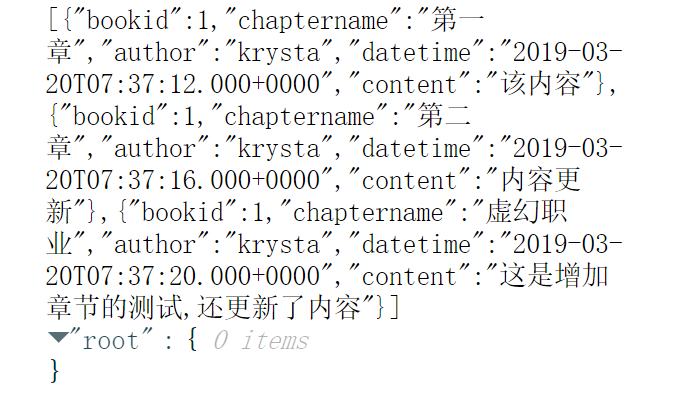 [{"bookid":1,"chaptername":"第一
章","author":"krysta","datetime":"2019-03-
20T07:37:12.000+0000","content":"该内容"},
{"bookid":1,"chaptername":"第二
章","author":"krysta","datetime":"2019-03-
20T07:37:16.000+0000","content":"内容更
新"},{"bookid":1,"chaptername":"虚幻职
业","author":"krysta","datetime":"2019-03-
20T07:37:20.000+0000","content":"这是增加
章节的测试,还更新了内容"}]
"root" : { 0 items
}